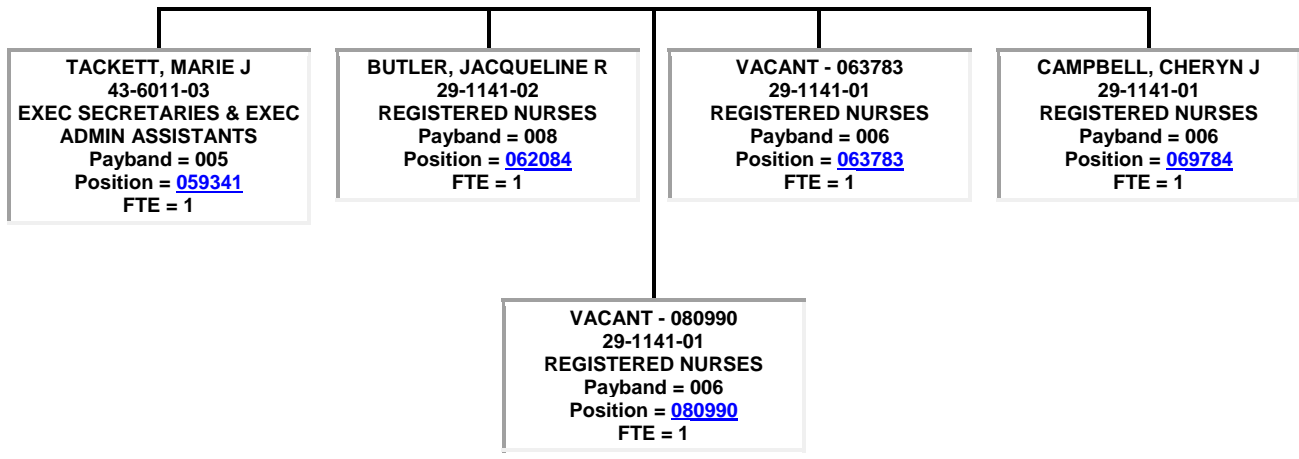 TACKETT, MARIE J
43-6011-03
EXEC SECRETARIES & EXEC
ADMIN ASSISTANTS
Payband = 005
Position = 059341
FTE = 1
BUTLER, JACQUELINE R
29-1141-02
REGISTERED NURSES
Payband = 008
Position = 062084
FTE = 1
VACANT - 063783
29-1141-01
REGISTERED NURSES
Payband = 006
Position = 063783
FTE = 1
CAMPBELL, CHERYN J
29-1141-01
REGISTERED NURSES
Payband = 006
Position = 069784
FTE = 1
VACANT - 080990
29-1141-01
REGISTERED NURSES
Payband = 006
Position = 080990
FTE = 1